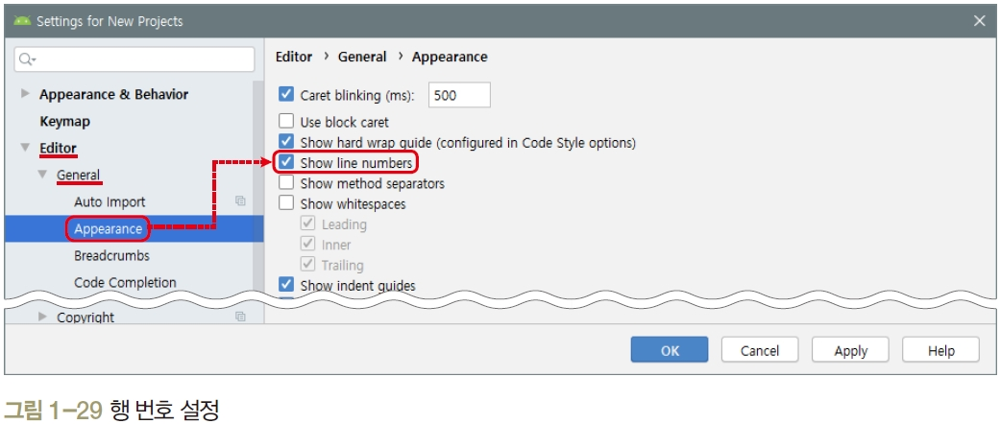 Settings for New Projects
Appearance & Behavior
Keymap
Editor
General
Auto Import
Appearance
Breadcrumbs
Code Completion
Copyright
Editor › General › Appearance
Caret blinking (ms): 500
Use block caret
Show hard wrap guide (configured in Code Style options)
Show line numbers
Show method separators
Show whitespaces
Leading
Inner
Trailing
Show indent guides
OK Cancel Apply Help
그림 1-29 행 번호 설정